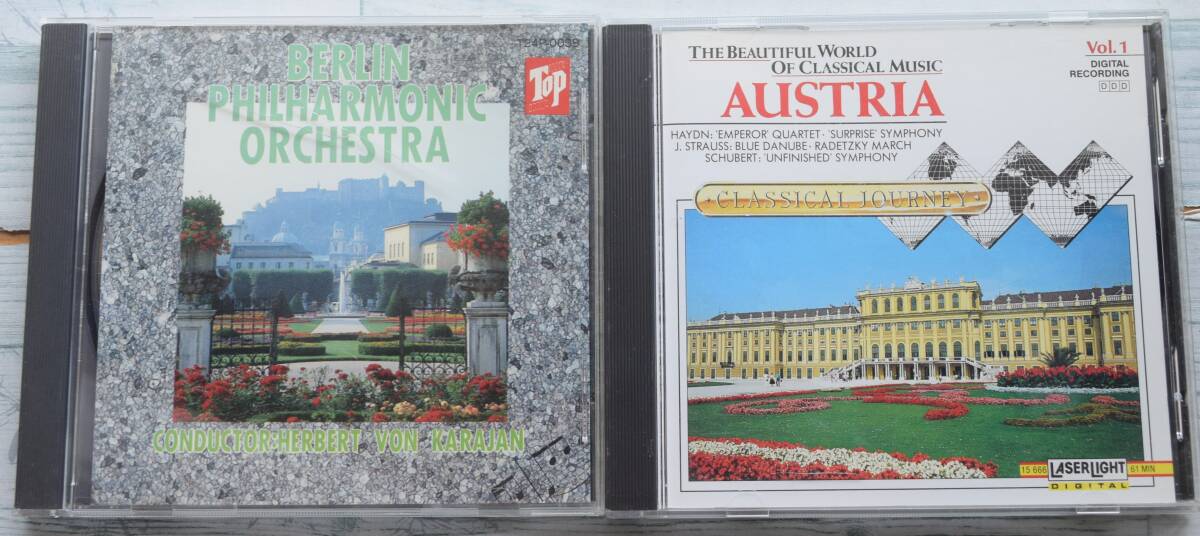 T24P-0039
BERLIN
PHILHARMONIC
ORCHESTRA
Top
CONDUCTOR:HERBERT VON KARAJAN
THE BEAUTIFUL WORLD
OF CLASSICAL MUSIC
AUSTRIA
Vol. 1
DIGITAL
RECORDING
DDD
HAYDN: 'EMPEROR' QUARTET · 'SURPRISE' SYMPHONY
J. STRAUSS: BLUE DANUBE · RADETZKY MARCH
SCHUBERT: 'UNFINISHED' SYMPHONY
· CLASSICAL JOURNEY ·
15 666
LASERLIGHT
DIGITAL
61 MIN